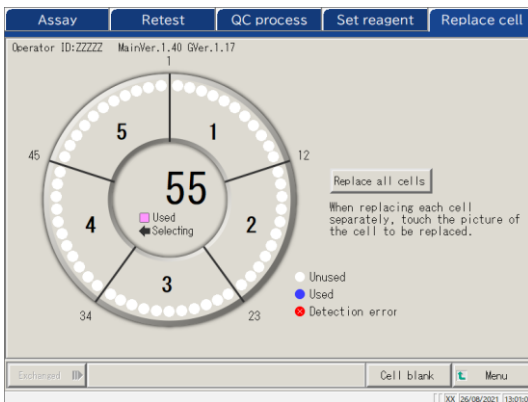 Assay Retest QC process Set reagent Replace cell
Operator ID:ZZZZZ MainVer.1.40 GVer.1.17
1
5 1
45 12
55
Replace all cells
When replacing each cell
separately, touch the picture of
the cell to be replaced.
Used
Selecting
4 2
3
Unused
Used
Detection error
34 23
Exchanged Cell blank Menu
XX 26/08/2021 13:01:0